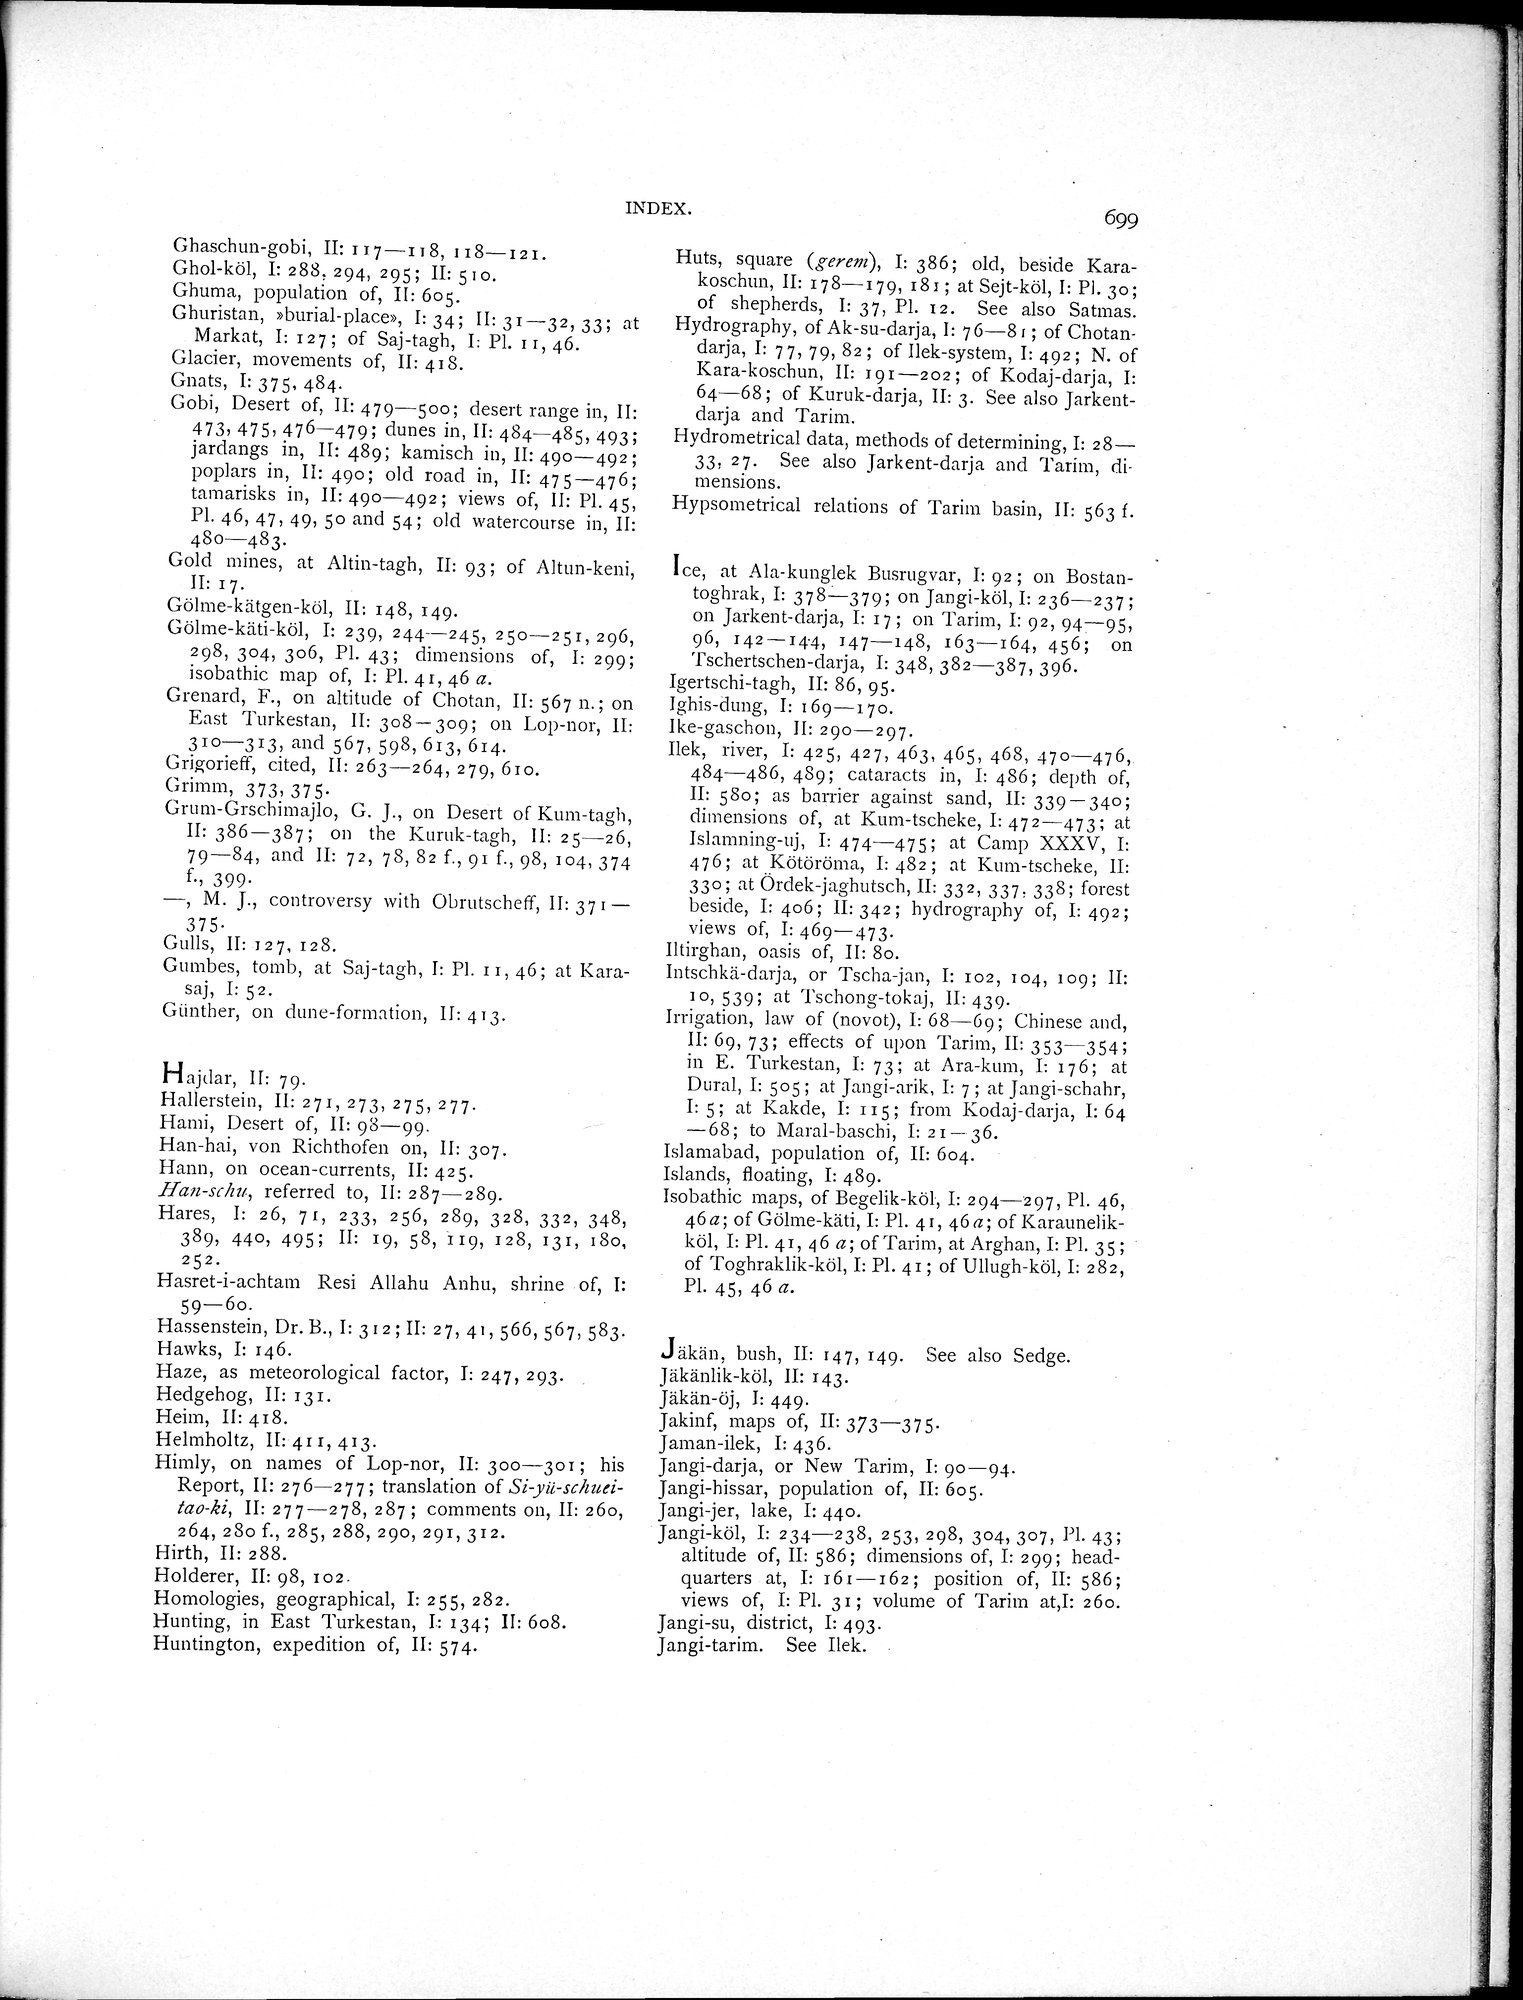 INDEX.
699
Ghaschun-gobi, II: 117—118, 118—121.
Ghol-köl, I: 288, 294, 295; II: 510.
Ghuma, population of, II: 605.
Ghuristan, »burial-place», I: 34; II: 31—32, 33; at
Markat, I: 127; of Saj-tagh, I: Pl. 11, 46.
Glacier, movements of, II: 418.
Gnats, I: 375, 484.
Gobi, Desert of, II: 479—500; desert range in, II:
473, 475, 476—479; dunes in, II: 484—485, 493;
jardangs in, II: 489; kamisch in, II: 490—492;
poplars in, II: 490; old road in, II: 475—476;
tamarisks in, II: 490—492; views of, II: Pl. 45,
Pl. 46, 47, 49, 50 and 54; old watercourse in, II:
480—483.
Gold mines, at Altin-tagh, II: 93; of Altun-keni,
II: 17.
Gölme-kätgen-köl, II: 148, 149.
Gölme-käti-köl, I: 239, 244—245, 250—251, 296,
298, 304, 306, Pl. 43; dimensions of, I: 299;
isobathic map of, I: Pl. 41, 46 a.
Grenard, F., on altitude of Chotan, II: 567 n.; on
East Turkestan, II: 308—309; on Lop-nor, II:
310—313, and 567, 598, 613, 614.
Grigorieff, cited, II: 263—264, 279, 610.
Grimm, 373, 375.
Grum-Grschimajlo, G. J., on Desert of Kum-tagh,
II: 386—387; on the Kuruk-tagh, II: 25—26,
79—84, and II: 72, 78, 82 f., 91 f., 98, 104, 374
f., 399.
—, M. J., controversy with Obrutscheff, II: 371—
375.
Gulls, II: 127, 128.
Gumbes, tomb, at Saj-tagh, I: Pl. 11, 46; at Kara-
saj, I: 52.
Günther, on dune-formation, II: 413.
Hajdar, II: 79.
Hallerstein, II: 271, 273, 275, 277.
Hami, Desert of, II: 98—99.
Han-hai, von Richthofen on, II: 307.
Hann, on ocean-currents, II: 425.
Han-schu, referred to, II: 287—289.
Hares, I: 26, 71, 233, 256, 289, 328, 332, 348,
389, 440, 495; II: 19, 58, 119, 128, 131, 180,
252.
Hasret-i-achtam Resi Allahu Anhu, shrine of, I:
59—60.
Hassenstein, Dr. B., I: 312; II: 27, 41, 566, 567, 583.
Hawks, I: 146.
Haze, as meteorological factor, I: 247, 293.
Hedgehog, II: 131.
Heim, II: 418.
Helmholtz, II: 411, 413.
Himly, on names of Lop-nor, II: 300—301; his
Report, II: 276—277; translation of Si-yü-schuei-
tao-ki, II: 277—278, 287; comments on, II: 260,
264, 280 f., 285, 288, 290, 291, 312.
Hirth, II: 288.
Holderer, II: 98, 102.
Homologies, geographical, I: 255, 282.
Hunting, in East Turkestan, I: 134; II: 608.
Huntington, expedition of, II: 574.
Huts, square (gerem), I: 386; old, beside Kara-
koschun, II: 178—179, 181; at Sejt-köl, I: Pl. 30;
of shepherds, I: 37, Pl. 12. See also Satmas.
Hydrography, of Ak-su-darja, I: 76—81; of Chotan-
darja, I: 77, 79, 82; of Ilek-system, I: 492; N. of
Kara-koschun, II: 191—202; of Kodaj-darja, I:
64—68; of Kuruk-darja, II: 3. See also Jarkent-
darja and Tarim.
Hydrometrical data, methods of determining, I: 28—
33, 27. See also Jarkent-darja and Tarim, di-
mensions.
Hypsometrical relations of Tarim basin, II: 563 f.
Ice, at Ala-kunglek Busrugvar, I: 92; on Bostan-
toghrak, I: 378—379; on Jangi-köl, I: 236—237;
on Jarkent-darja, I: 17; on Tarim, I: 92, 94—95,
96, 142—144, 147—148, 163—164, 456; on
Tschertschen-darja, I: 348, 382—387, 396.
Igertschi-tagh, II: 86, 95.
Ighis-dung, I: 169—170.
Ike-gaschon, II: 290—297.
Ilek, river, I: 425, 427, 463, 465, 468, 470—476,
484—486, 489; cataracts in, I: 486; depth of,
II: 580; as barrier against sand, II: 339—340;
dimensions of, at Kum-tscheke, I: 472—473; at
Islamning-uj, I: 474—475; at Camp XXXV, I:
476; at Kötöröma, I: 482; at Kum-tscheke, II:
330; at Ördek-jaghutsch, II: 332, 337, 338; forest
beside, I: 406; II: 342; hydrography of, I: 492;
views of, I: 469—473.
Iltirghan, oasis of, II: 80.
Intschkä-darja, or Tscha-jan, I: 102, 104, 109; II:
10, 539; at Tschong-tokaj, II: 439.
Irrigation, law of (novot), I: 68—69; Chinese and,
II: 69, 73; effects of upon Tarim, II: 353—354;
in E. Turkestan, I: 73; at Ara-kum, I: 176; at
Dural, I: 505; at Jangi-arik, I: 7; at Jangi-schahr,
I: 5; at Kakde, I: 115; from Kodaj-darja, I: 64
—68; to Maral-baschi, I: 21—36.
Islamabad, population of, II: 604.
Islands, floating, I: 489.
Isobathic maps, of Begelik-köl, I: 294—297, Pl. 46,
46 a; of Gölme-käti, I: Pl. 41, 46 a; of Karaunelik-
köl, I: Pl. 41, 46 a; of Tarim, at Arghan, I: Pl. 35;
of Toghraklik-köl, I: Pl. 41; of Ullugh-köl, I: 282,
Pl. 45, 46 a.
Jäkän, bush, II: 147, 149. See also Sedge.
Jäkänlik-köl, II: 143.
Jäkän-öj, I: 449.
Jakinf, maps of, II: 373—375.
Jaman-ilek, I: 436.
Jangi-darja, or New Tarim, I: 90—94.
Jangi-hissar, population of, II: 605.
Jangi-jer, lake, I: 440.
Jangi-köl, I: 234—238, 253, 298, 304, 307, Pl. 43;
altitude of, II: 586; dimensions of, I: 299; head-
quarters at, I: 161—162; position of, II: 586;
views of, I: Pl. 31; volume of Tarim at, I: 260.
Jangi-su, district, I: 493.
Jangi-tarim. See Ilek.